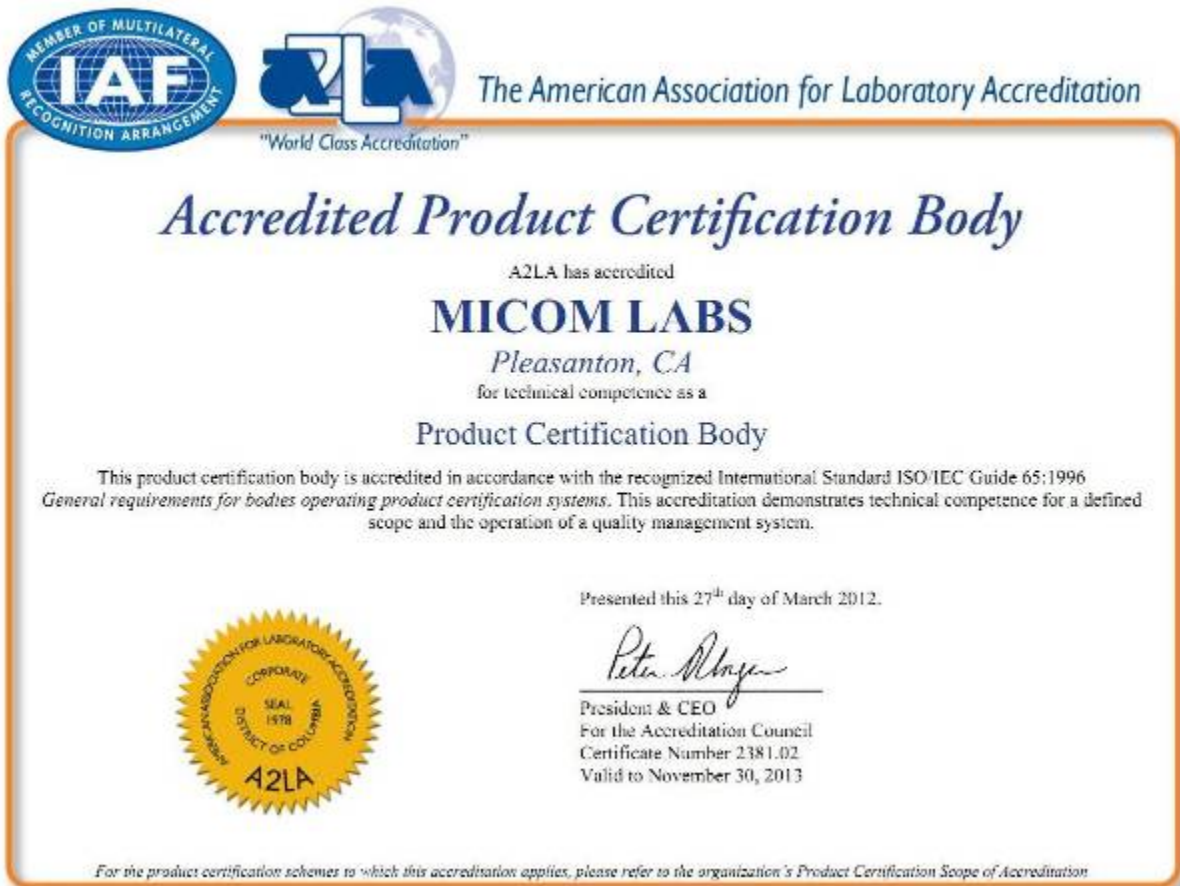 MEMBER OF MULTILATERAL
IAF
RECOGNITION ARRANGEMENT
A2LA
"World Class Accreditation"
The American Association for Laboratory Accreditation
Accredited Product Certification Body
A2LA has accredited
MICOM LABS
Pleasanton, CA
for technical competence as a
Product Certification Body
This product certification body is accredited in accordance with the recognized International Standard ISO/IEC Guide 65:1996
General requirements for bodies operating product certification systems. This accreditation demonstrates technical competence for a defined
scope and the operation of a quality management system.
Presented this 27th day of March 2012.
Peter Unger
President & CEO
For the Accreditation Council
Certificate Number 2381.02
Valid to November 30, 2013
AMERICAN ASSOCIATION FOR LABORATORY ACCREDITATION
CORPORATE
SEAL
1978
DISTRICT OF COLUMBIA
A2LA
For the product certification schemes to which this accreditation applies, please refer to the organization's Product Certification Scope of Accreditation